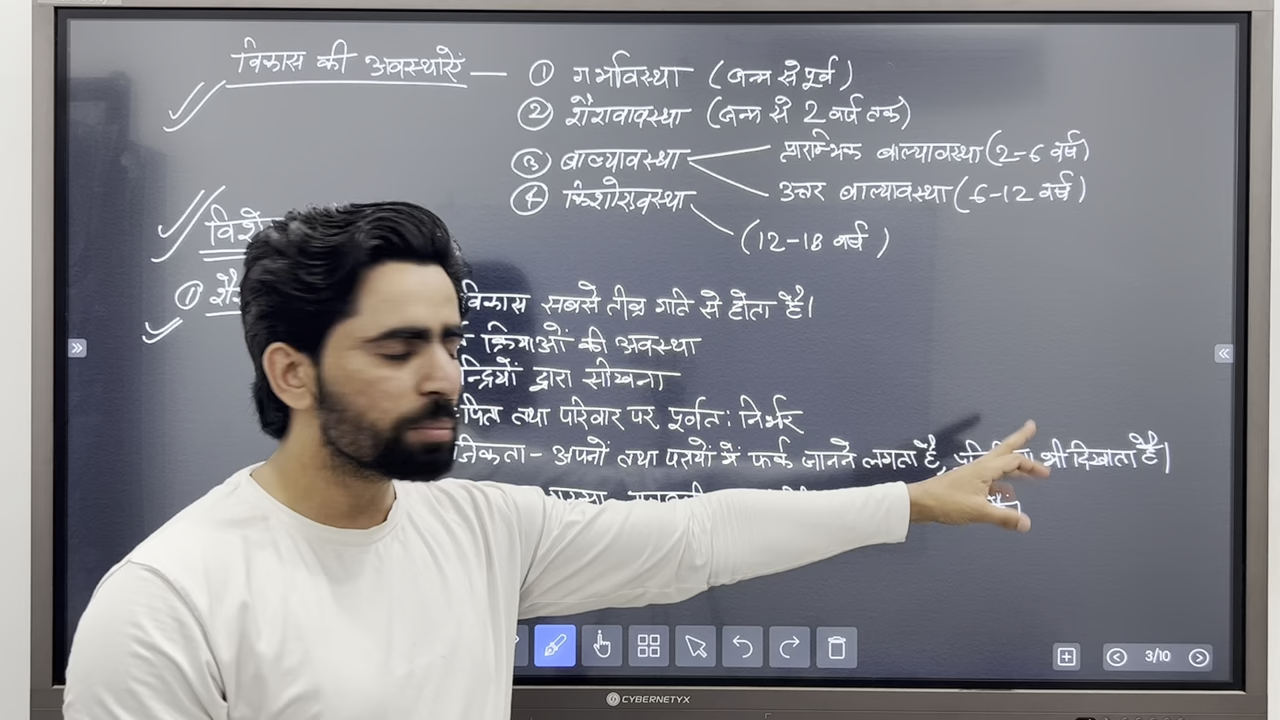 विकास की अवस्थाएं — ① गर्भावस्था (जन्म से पूर्व)
② शैशवावस्था (जन्म से 2 वर्ष तक)
③ बाल्यावस्था प्रारम्भिक बाल्यावस्था (2-6 वर्ष)
उत्तर बाल्यावस्था (6-12 वर्ष)
④ किशोरावस्था
(12-18 वर्ष)
①
विकास सबसे तीव्र गति से होता है।
क्रियाओं की अवस्था
द्वारा सीखना
तथा परिवार पर पूर्णतः निर्भर
अपनों तथा परायों में फर्क जानने लगता है, भी दिखाता है।
3/10
CYBERNETYX